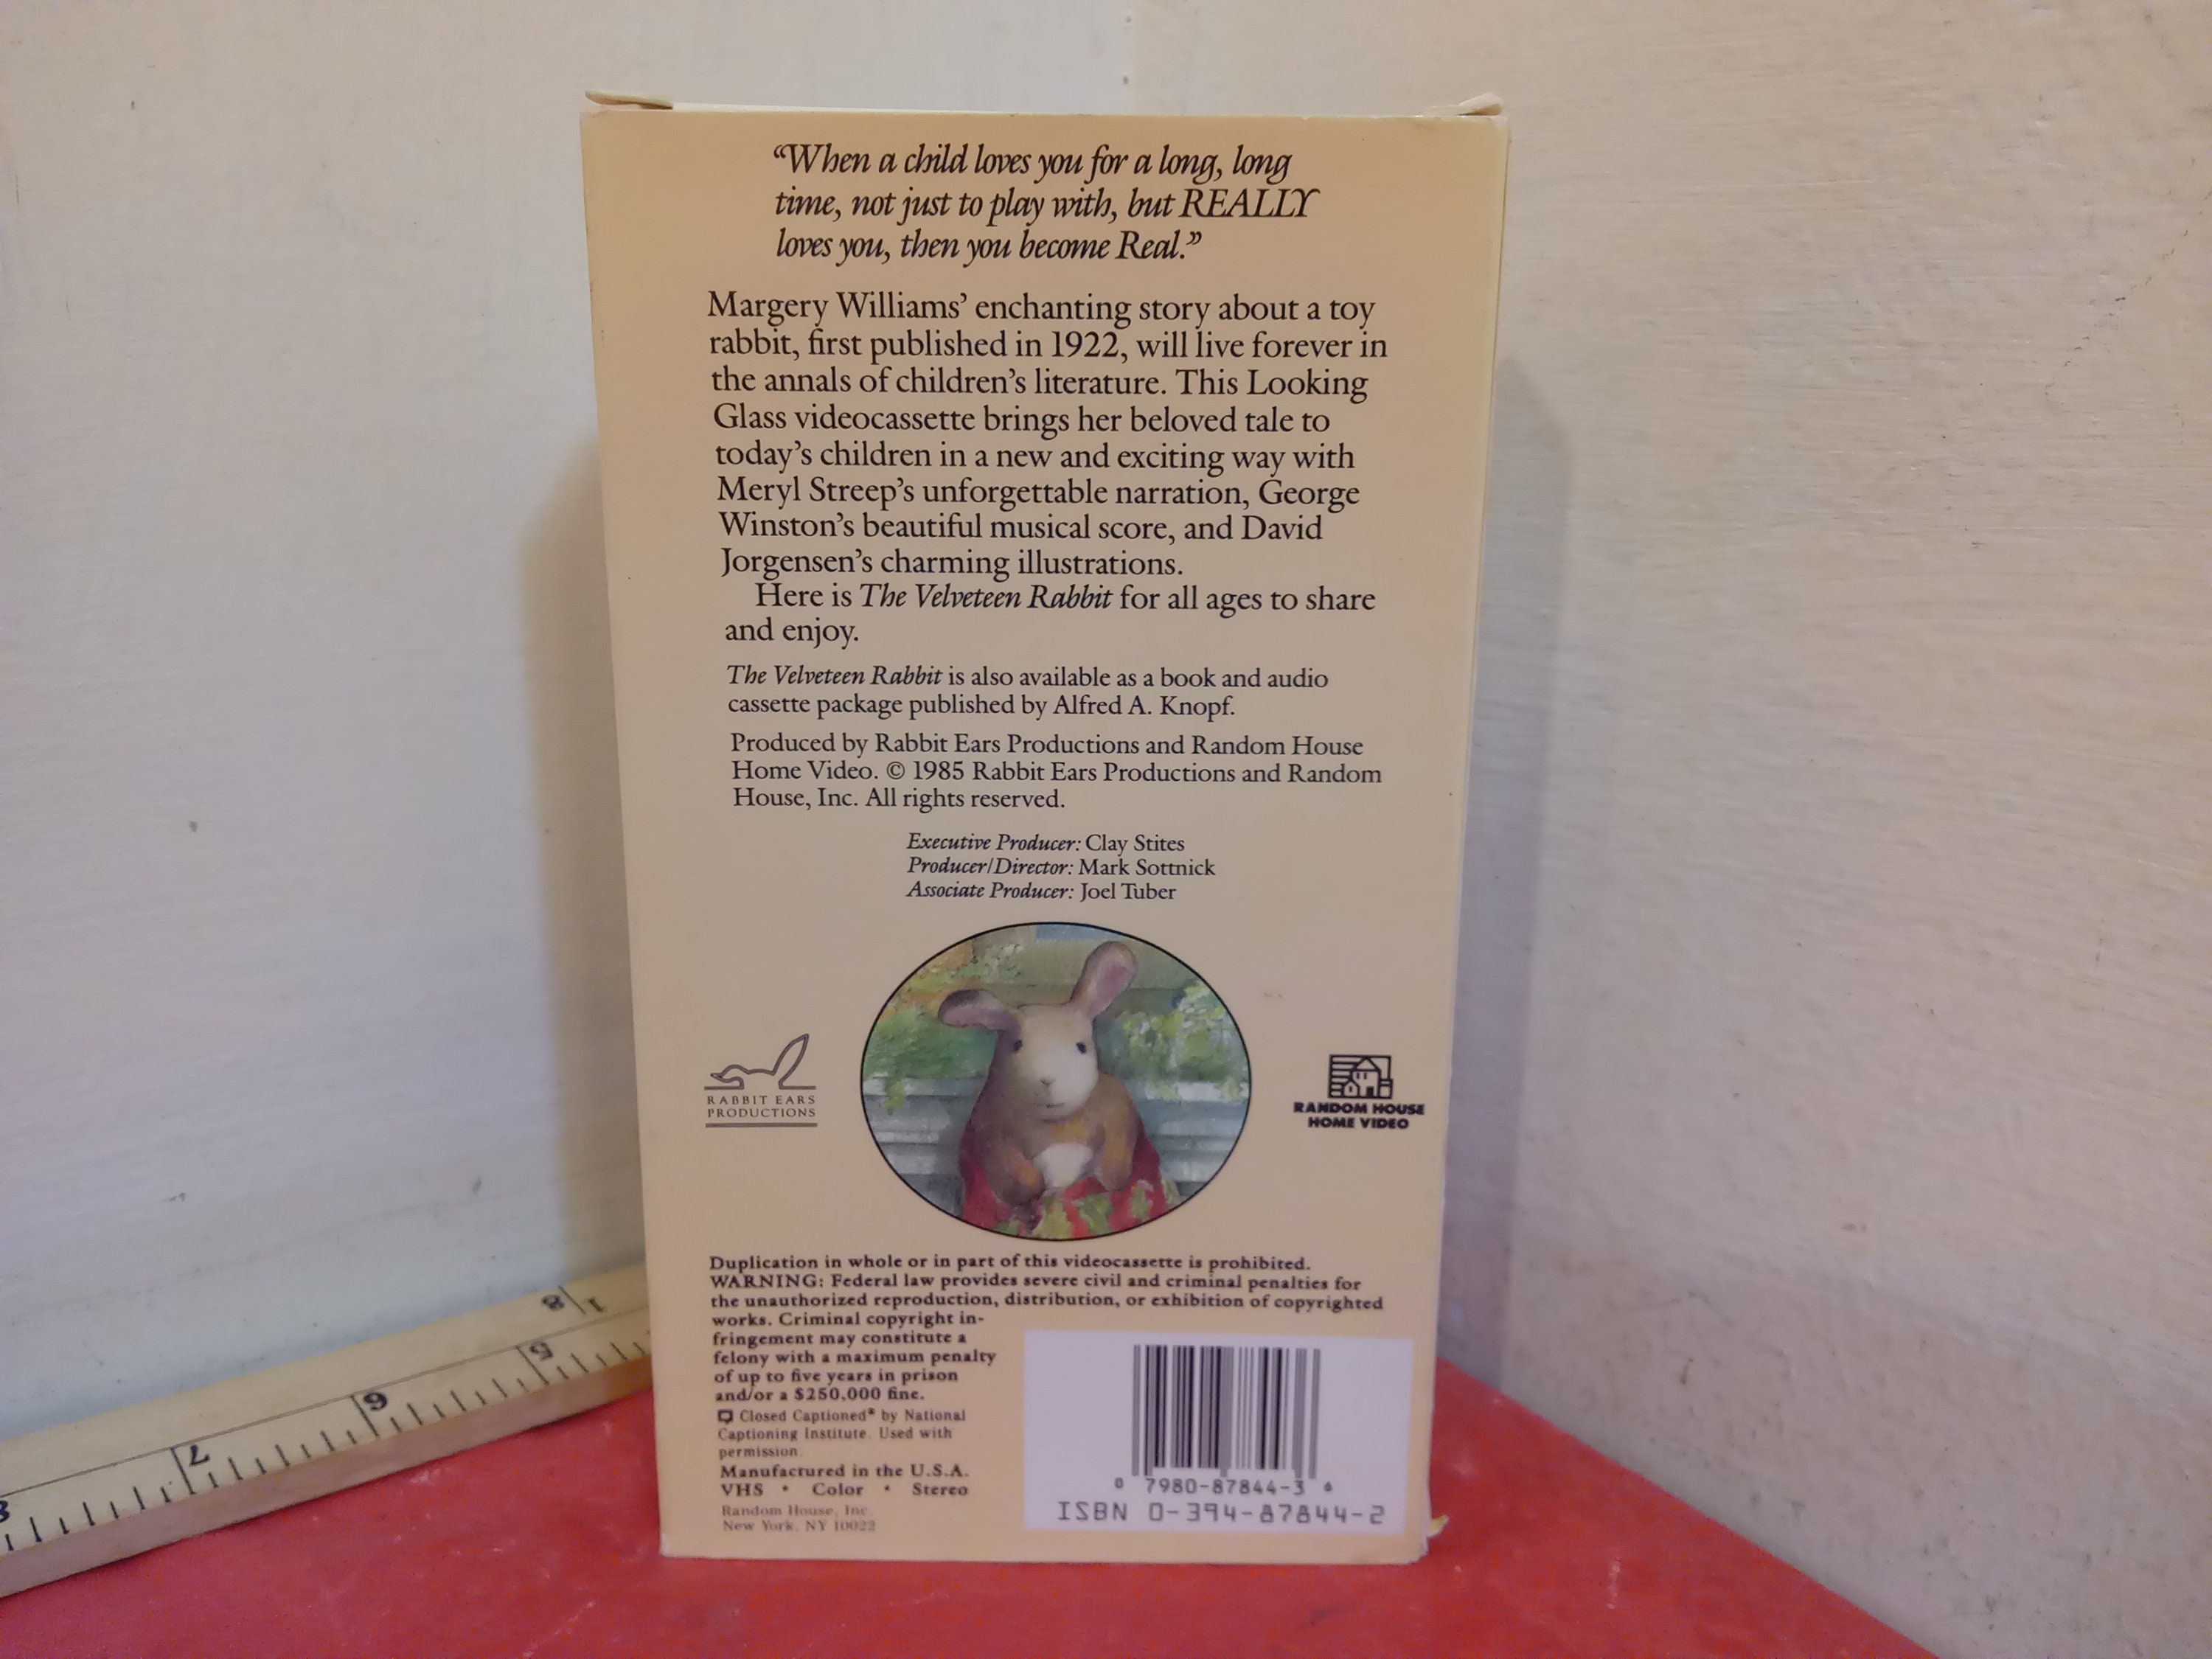 “When a child loves you for a long, long
time, not just to play with, but REALLY
loves you, then you become Real.”
Margery Williams’ enchanting story about a toy
rabbit, first published in 1922, will live forever in
the annals of children’s literature. This Looking
Glass videocassette brings her beloved tale to
today’s children in a new and exciting way with
Meryl Streep’s unforgettable narration, George
Winston’s beautiful musical score, and David
Jorgensen’s charming illustrations.
Here is The Velveteen Rabbit for all ages to share
and enjoy.
The Velveteen Rabbit is also available as a book and audio
cassette package published by Alfred A. Knopf.
Produced by Rabbit Ears Productions and Random House
Home Video. © 1985 Rabbit Ears Productions and Random
House, Inc. All rights reserved.
Executive Producer: Clay Stites
Producer/Director: Mark Sottnick
Associate Producer: Joel Tuber
RABBIT EARS
PRODUCTIONS
RANDOM HOUSE
HOME VIDEO
Duplication in whole or in part of this videocassette is prohibited.
WARNING: Federal law provides severe civil and criminal penalties for
the unauthorized reproduction, distribution, or exhibition of copyrighted
works. Criminal copyright in-
fringement may constitute a
felony with a maximum penalty
of up to five years in prison
and/or a $250,000 fine.
Closed Captioned® by National
Captioning Institute. Used with
permission.
Manufactured in the U.S.A.
VHS • Color • Stereo
Random House, Inc.
New York, NY 10022
0 7980-87844-3 6
ISBN 0-394-87844-2
8 1
5
6
7
8